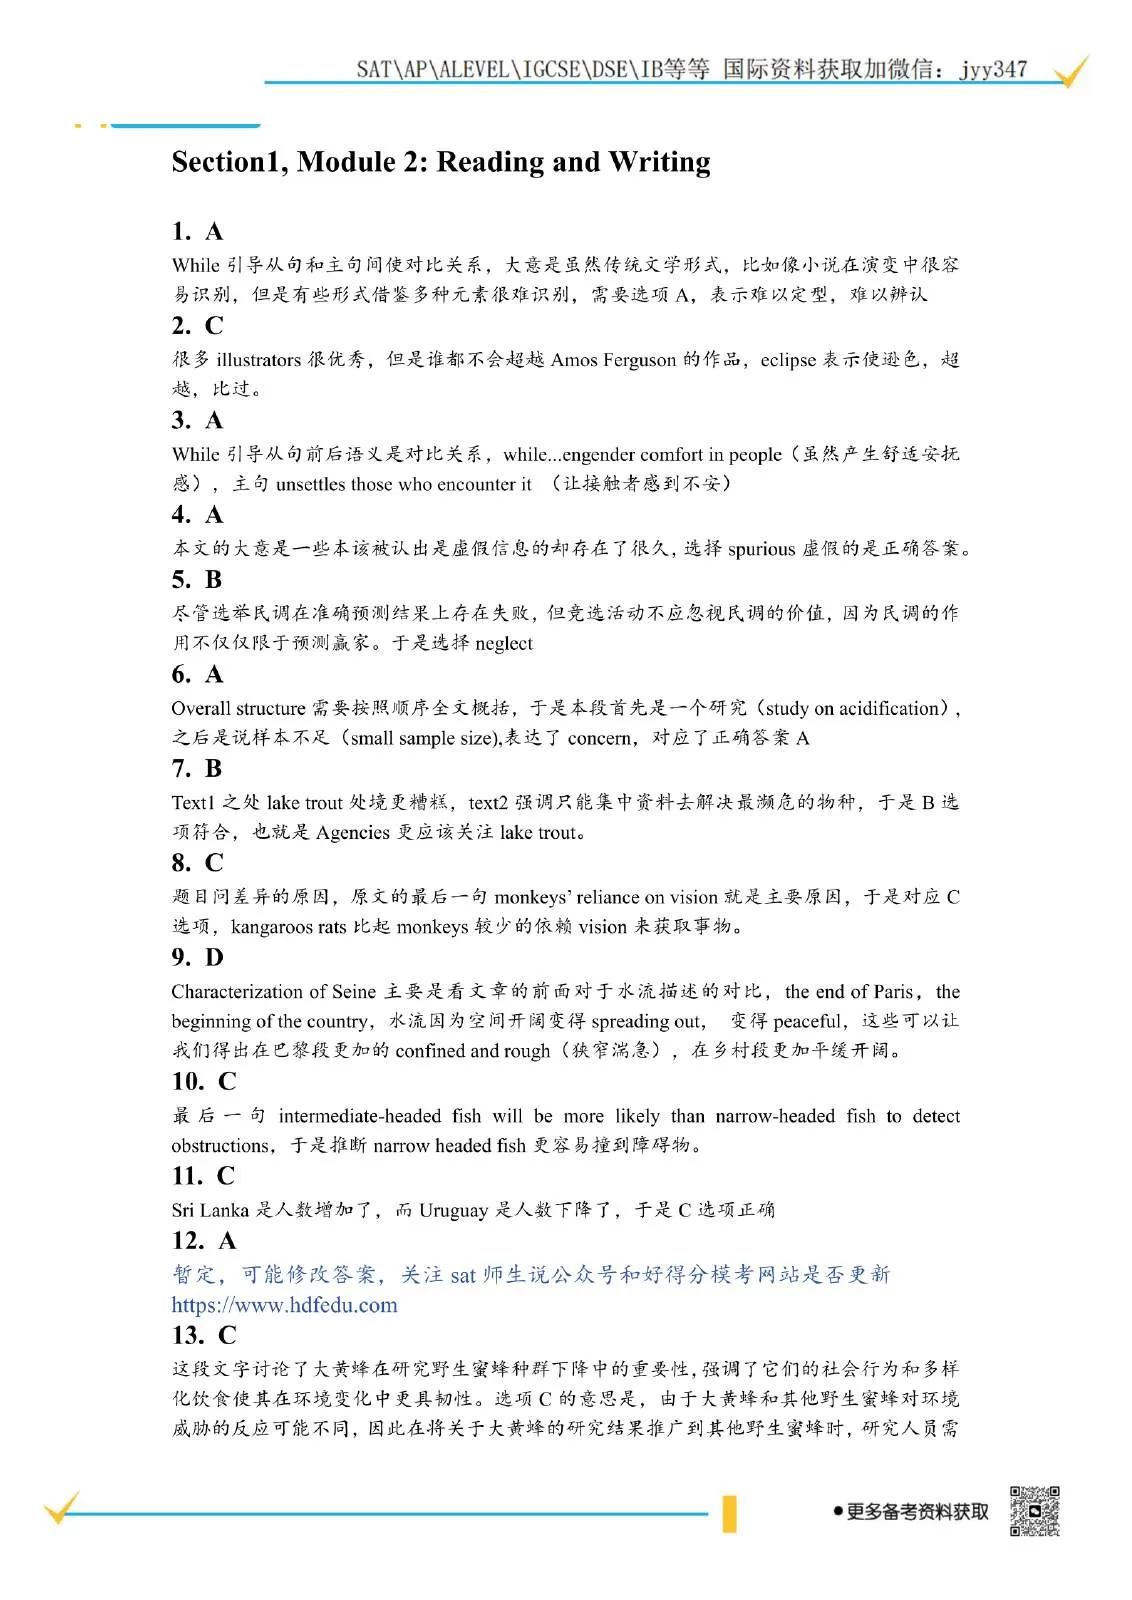 SAT\AP\ALEVEL\IGCSE\DSE\IB等等 国际资料获取加微信：jyy347
Section1, Module 2: Reading and Writing
1. A
While 引导从句和主句间使对比关系，大意是虽然传统文学形式，比如像小说在演变中很容
易识别，但是有些形式借鉴多种元素很难识别，需要选项 A，表示难以定型，难以辨认
2. C
很多 illustrators 很优秀，但是谁都不会超越 Amos Ferguson 的作品，eclipse 表示使逊色，超
越，比过。
3. A
While 引导从句前后语义是对比关系，while...engender comfort in people（虽然产生舒适安抚
感），主句 unsettles those who encounter it （让接触者感到不安）
4. A
本文的大意是一些本该被认出是虚假信息的却存在了很久，选择 spurious 虚假的是正确答案。
5. B
尽管选举民调在准确预测结果上存在失败，但竞选活动不应忽视民调的价值，因为民调的作
用不仅仅限于预测赢家。于是选择 neglect
6. A
Overall structure 需要按照顺序全文概括，于是本段首先是一个研究（study on acidification），
之后是说样本不足（small sample size),表达了 concern，对应了正确答案 A
7. B
Text1 之处 lake trout 处境更糟糕，text2 强调只能集中资料去解决最濒危的物种，于是 B 选
项符合，也就是 Agencies 更应该关注 lake trout。
8. C
题目问差异的原因，原文的最后一句 monkeys’ reliance on vision 就是主要原因，于是对应 C
选项，kangaroos rats 比起 monkeys 较少的依赖 vision 来获取事物。
9. D
Characterization of Seine 主要是看文章的前面对于水流描述的对比，the end of Paris，the
beginning of the country，水流因为空间开阔变得 spreading out， 变得 peaceful，这些可以让
我们得出在巴黎段更加的 confined and rough（狭窄湍急），在乡村段更加平缓开阔。
10. C
最后一句 intermediate-headed fish will be more likely than narrow-headed fish to detect
obstructions，于是推断 narrow headed fish 更容易撞到障碍物。
11. C
Sri Lanka 是人数增加了，而 Uruguay 是人数下降了，于是 C 选项正确
12. A
暂定，可能修改答案，关注 sat 师生说公众号和好得分模考网站是否更新
https://www.hdfedu.com
13. C
这段文字讨论了大黄蜂在研究野生蜜蜂种群下降中的重要性，强调了它们的社会行为和多样
化饮食使其在环境变化中更具韧性。选项 C 的意思是，由于大黄蜂和其他野生蜜蜂对环境
威胁的反应可能不同，因此在将关于大黄蜂的研究结果推广到其他野生蜜蜂时，研究人员需
●更多备考资料获取